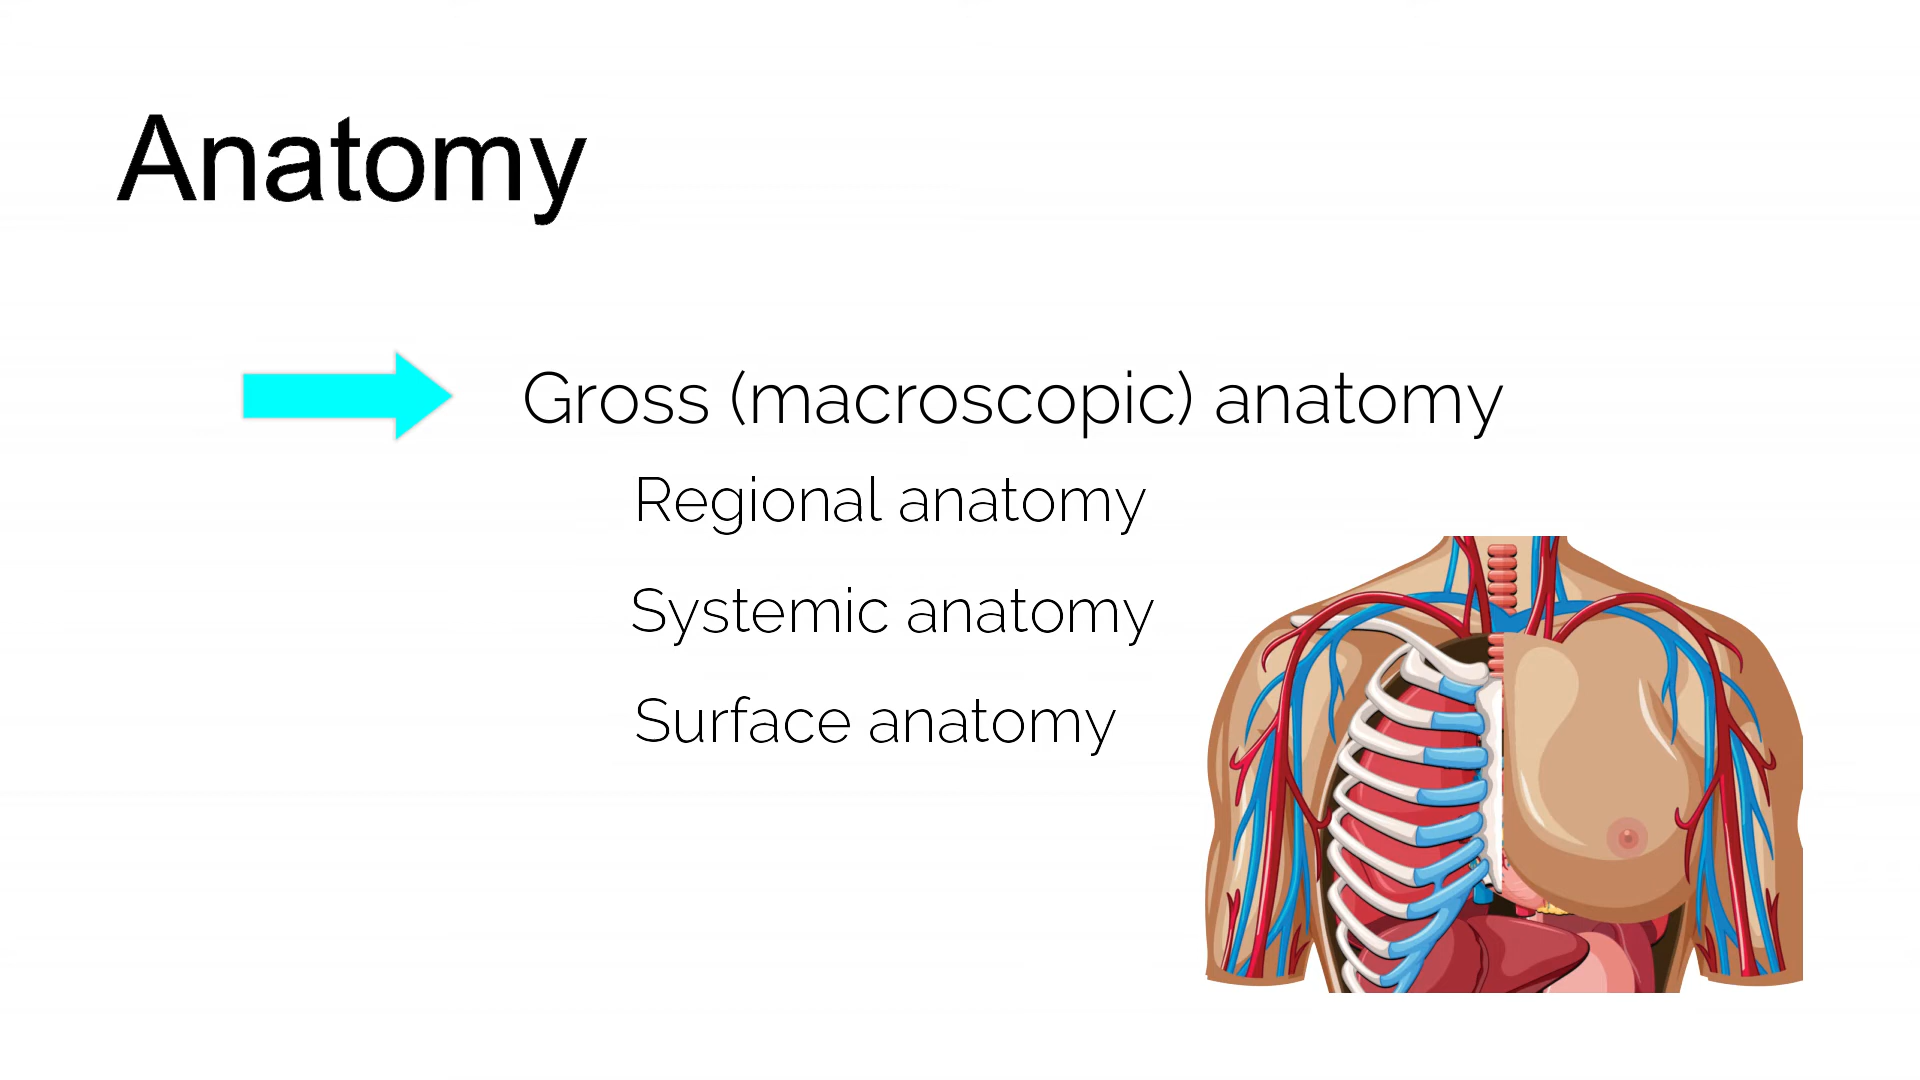 Anatomy
Gross (macroscopic) anatomy
Regional anatomy
Systemic anatomy
Surface anatomy